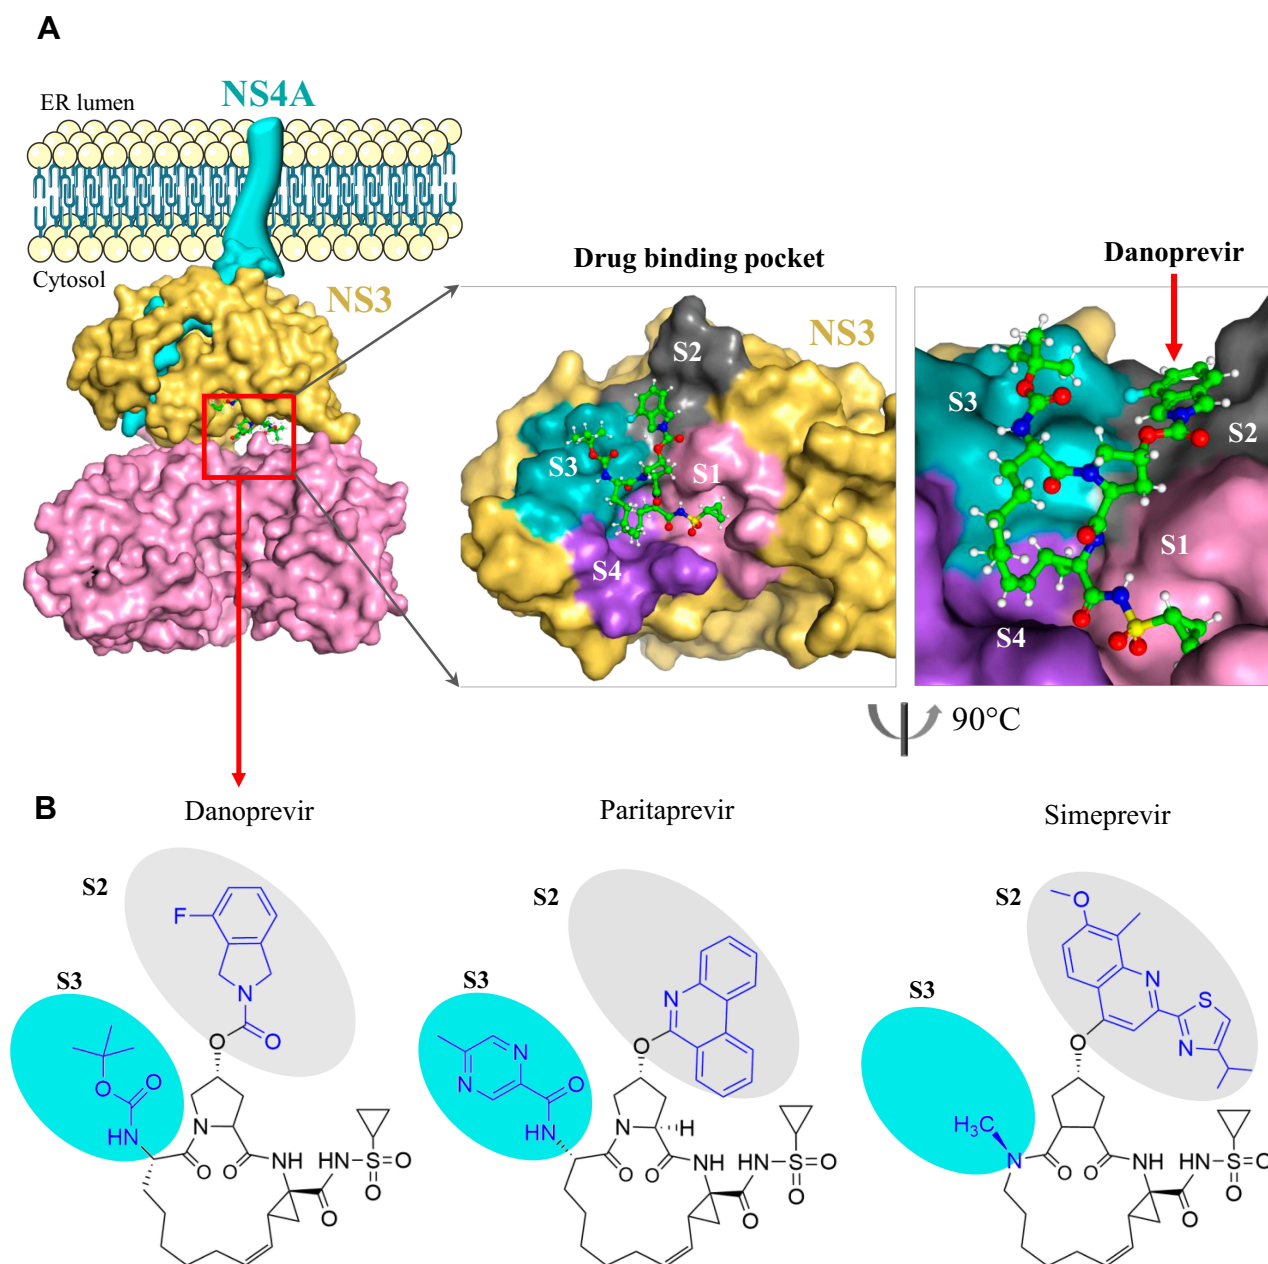 A
ER lumen
NS4A
Cytosol
NS3
Drug binding pocket
Danoprevir
NS3
S2
S3
S1
S4
S3
S2
S1
S4
90°C
B
Danoprevir
Paritaprevir
Simeprevir
S2
S3
F
N
O
O
O
O
HN
N
O
O
NH
HN
S
O
O
O
S2
S3
N
O
N
N
O
HN
N
H
O
O
NH
HN
S
O
O
O
S2
S3
O
N
S
N
O
H3C
N
O
O
NH
HN
S
O
O
O